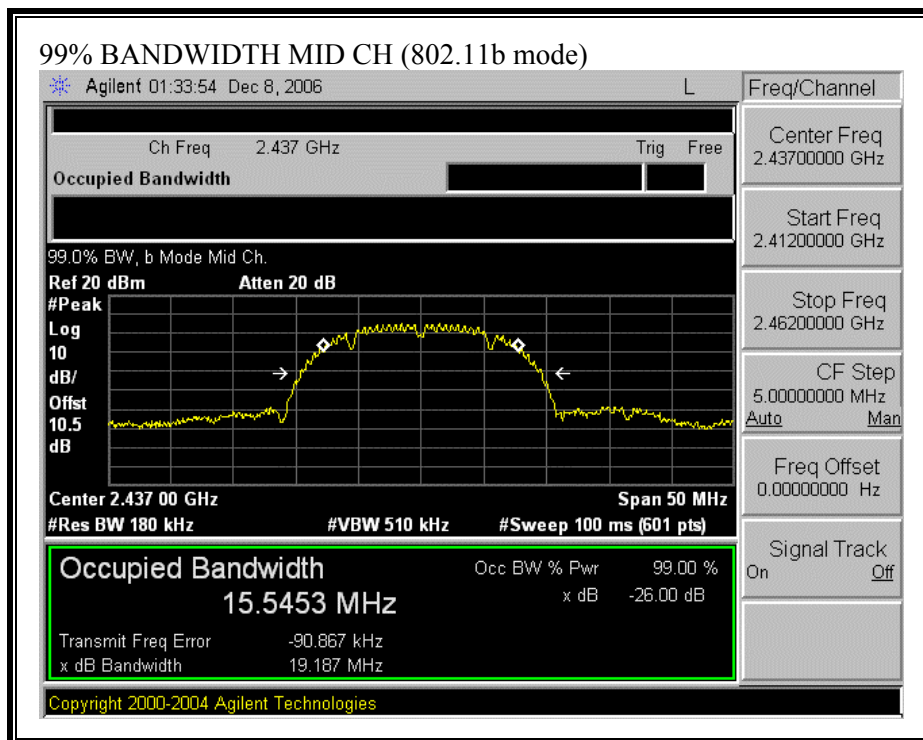 99% BANDWIDTH MID CH (802.11b mode)
Agilent 01:33:54 Dec 8, 2006 L
Freq/Channel
Ch Freq 2.437 GHz Trig Free
Occupied Bandwidth
Center Freq
2.43700000 GHz
Start Freq
2.41200000 GHz
Stop Freq
2.46200000 GHz
CF Step
5.00000000 MHz
Auto Man
Freq Offset
0.00000000 Hz
Signal Track
On Off
99.0% BW, b Mode Mid Ch.
Ref 20 dBm Atten 20 dB
#Peak
Log
10
dB/
Offst
10.5
dB
Center 2.437 00 GHz Span 50 MHz
#Res BW 180 kHz #VBW 510 kHz #Sweep 100 ms (601 pts)
Occupied Bandwidth Occ BW % Pwr 99.00 %
15.5453 MHz x dB -26.00 dB
Transmit Freq Error -90.867 kHz
x dB Bandwidth 19.187 MHz
Copyright 2000-2004 Agilent Technologies